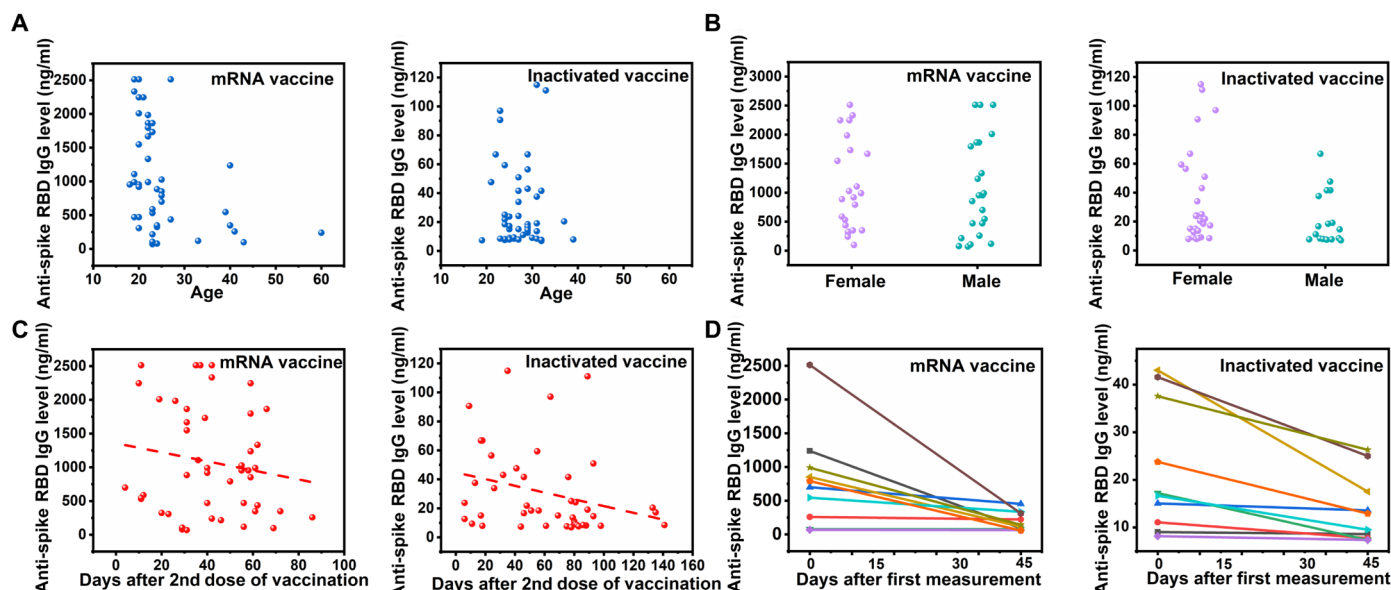 A
Anti-spike RBD IgG level (ng/ml)
2500
2000
1500
1000
500
0
mRNA vaccine
10 20 30 40 50 60
Age
Anti-spike RBD IgG level (ng/ml)
120
100
80
60
40
20
0
Inactivated vaccine
10 20 30 40 50 60
Age
B
Anti-spike RBD IgG level (ng/ml)
3000
2500
2000
1500
1000
500
0
mRNA vaccine
Female Male
Anti-spike RBD IgG level (ng/ml)
120
100
80
60
40
20
0
Inactivated vaccine
Female Male
C
Anti-spike RBD IgG level (ng/ml)
2500
2000
1500
1000
500
0
mRNA vaccine
0 20 40 60 80 100
Days after 2nd dose of vaccination
Anti-spike RBD IgG level (ng/ml)
120
100
80
60
40
20
0
Inactivated vaccine
0 20 40 60 80 100 120 140 160
Days after 2nd dose of vaccination
D
Anti-spike RBD IgG level (ng/ml)
2500
2000
1500
1000
500
0
mRNA vaccine
0 15 30 45
Days after first measurement
Anti-spike RBD IgG level (ng/ml)
40
30
20
10
Inactivated vaccine
0 15 30 45
Days after first measurement